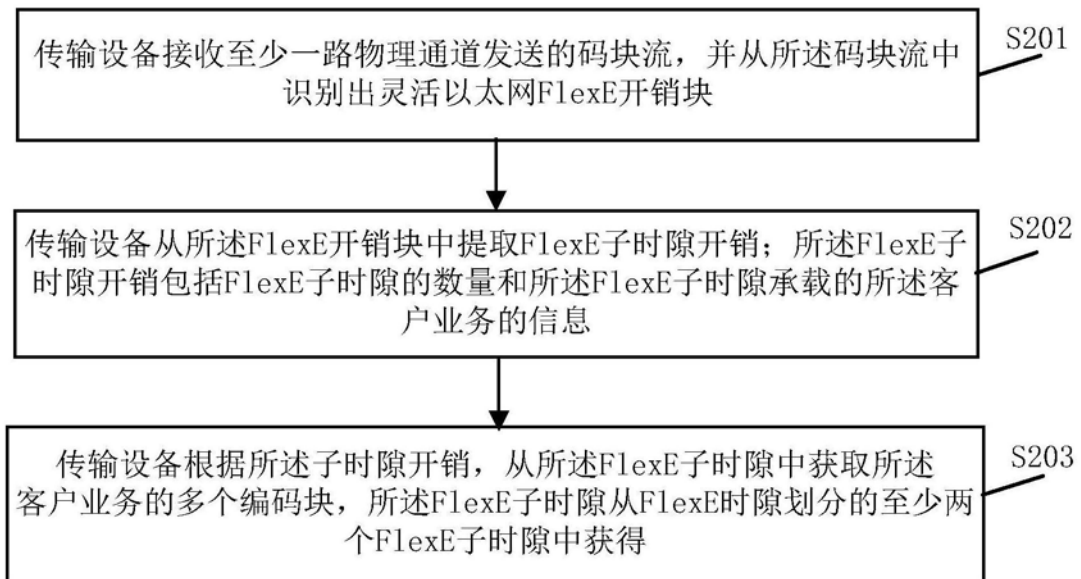 传输设备接收至少一路物理通道发送的码块流，并从所述码块流中
识别出灵活以太网FlexE开销块
S201
传输设备从所述FlexE开销块中提取FlexE子时隙开销；所述FlexE子
时隙开销包括FlexE子时隙的数量和所述FlexE子时隙承载的所述客
户业务的信息
S202
传输设备根据所述子时隙开销，从所述FlexE子时隙中获取所述
客户业务的多个编码块，所述FlexE子时隙从FlexE时隙划分的至少两
个FlexE子时隙中获得
S203